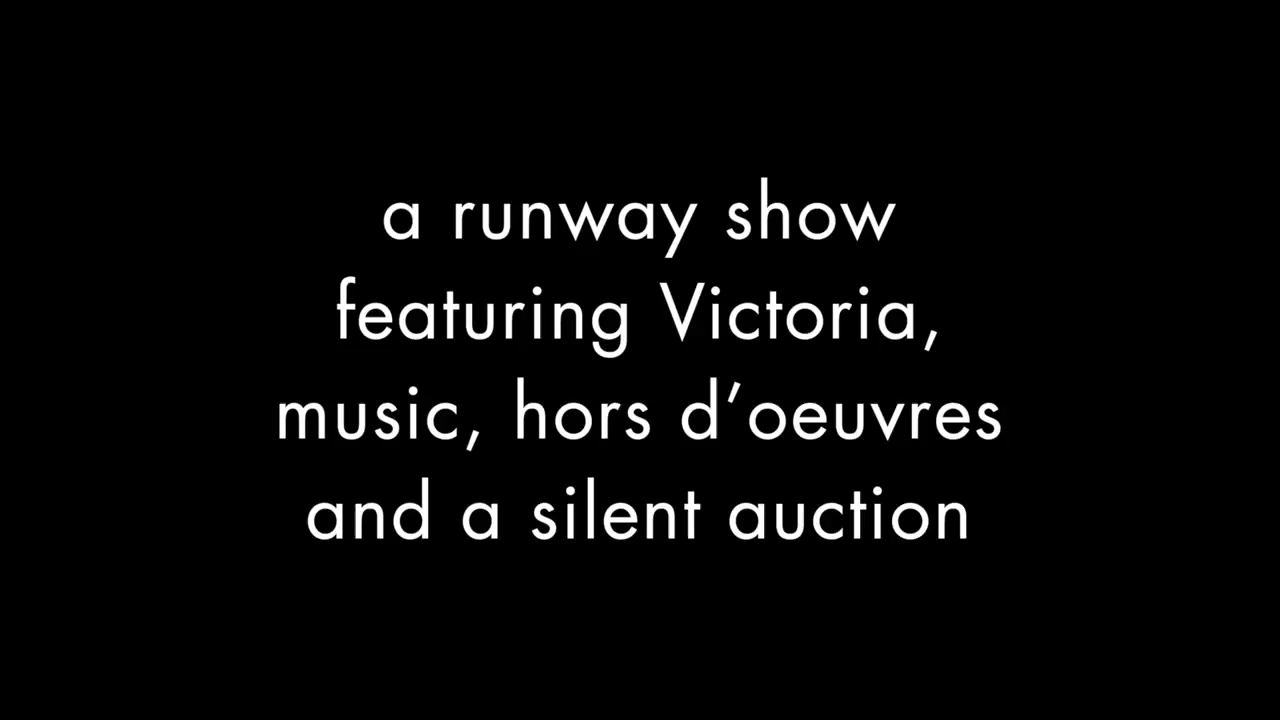 a runway show
featuring Victoria,
music, hors d’oeuvres
and a silent auction